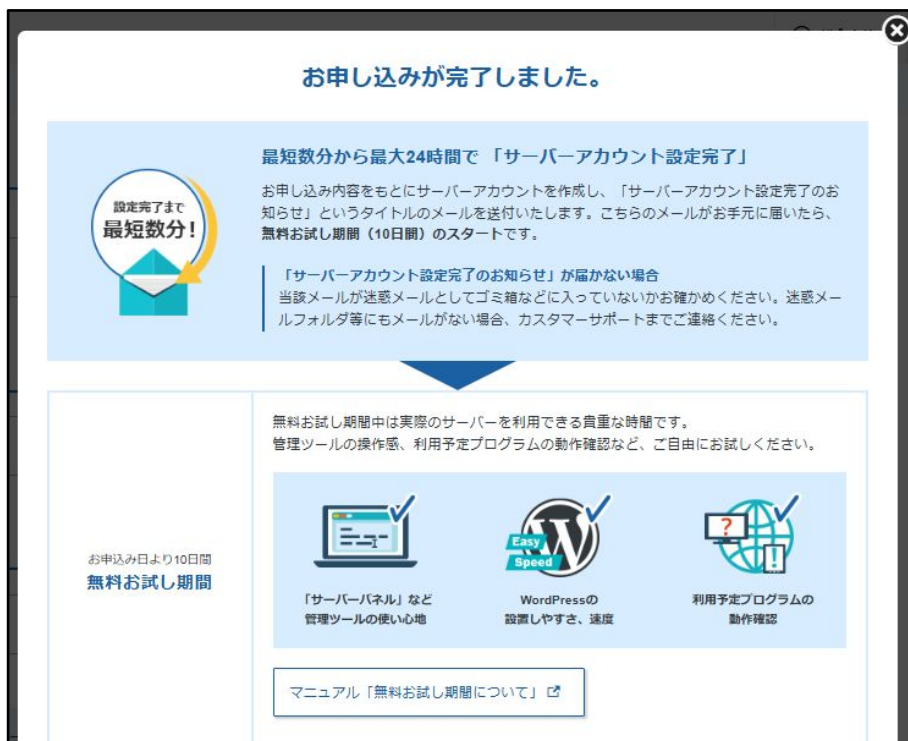 お申し込みが完了しました。
設定完了まで
最短数分!
最短数分から最大24時間で 「サーバーアカウント設定完了」
お申し込み内容をもとにサーバーアカウントを作成し、「サーバーアカウント設定完了のお
知らせ」というタイトルのメールを送付いたします。こちらのメールがお手元に届いたら、
無料お試し期間（10日間）のスタートです。
「サーバーアカウント設定完了のお知らせ」が届かない場合
当該メールが迷惑メールとしてゴミ箱などに入っていないかお確かめください。迷惑メー
ルフォルダ等にもメールがない場合、カスタマーサポートまでご連絡ください。
お申込み日より10日間
無料お試し期間
無料お試し期間中は実際のサーバーを利用できる貴重な時間です。
管理ツールの操作感、利用予定プログラムの動作確認など、ご自由にお試しください。
Easy
Speed
「サーバーパネル」など
管理ツールの使い心地
WordPressの
設置しやすさ、速度
利用予定プログラムの
動作確認
マニュアル「無料お試し期間について」